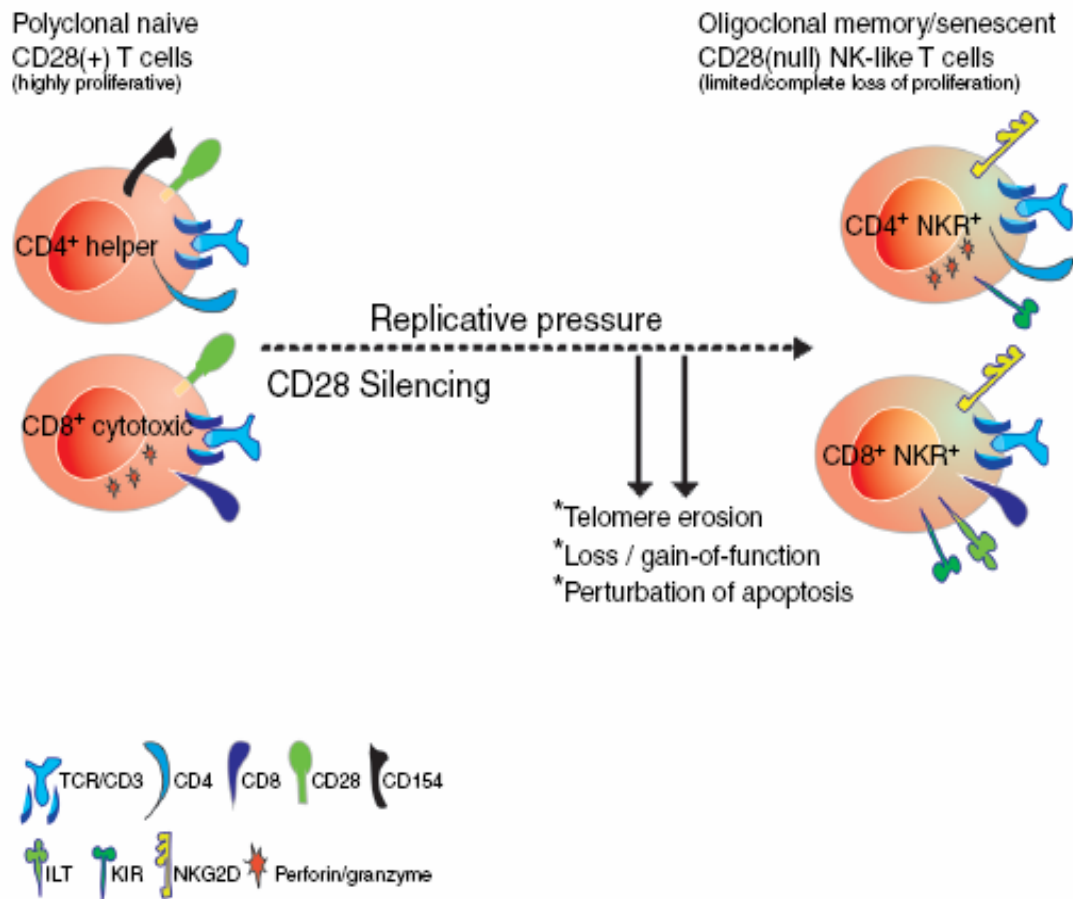 Polyclonal naive
CD28(+) T cells
(highly proliferative)
Oligoclonal memory/senescent
CD28(null) NK-like T cells
(limited/complete loss of proliferation)
CD4⁺ helper
CD4⁺ NKR⁺
Replicative pressure
CD28 Silencing
CD8⁺ cytotoxic
CD8⁺ NKR⁺
*Telomere erosion
*Loss / gain-of-function
*Perturbation of apoptosis
TCR/CD3 CD4 CD8 CD28 CD154
ILT KIR NKG2D Perforin/granzyme